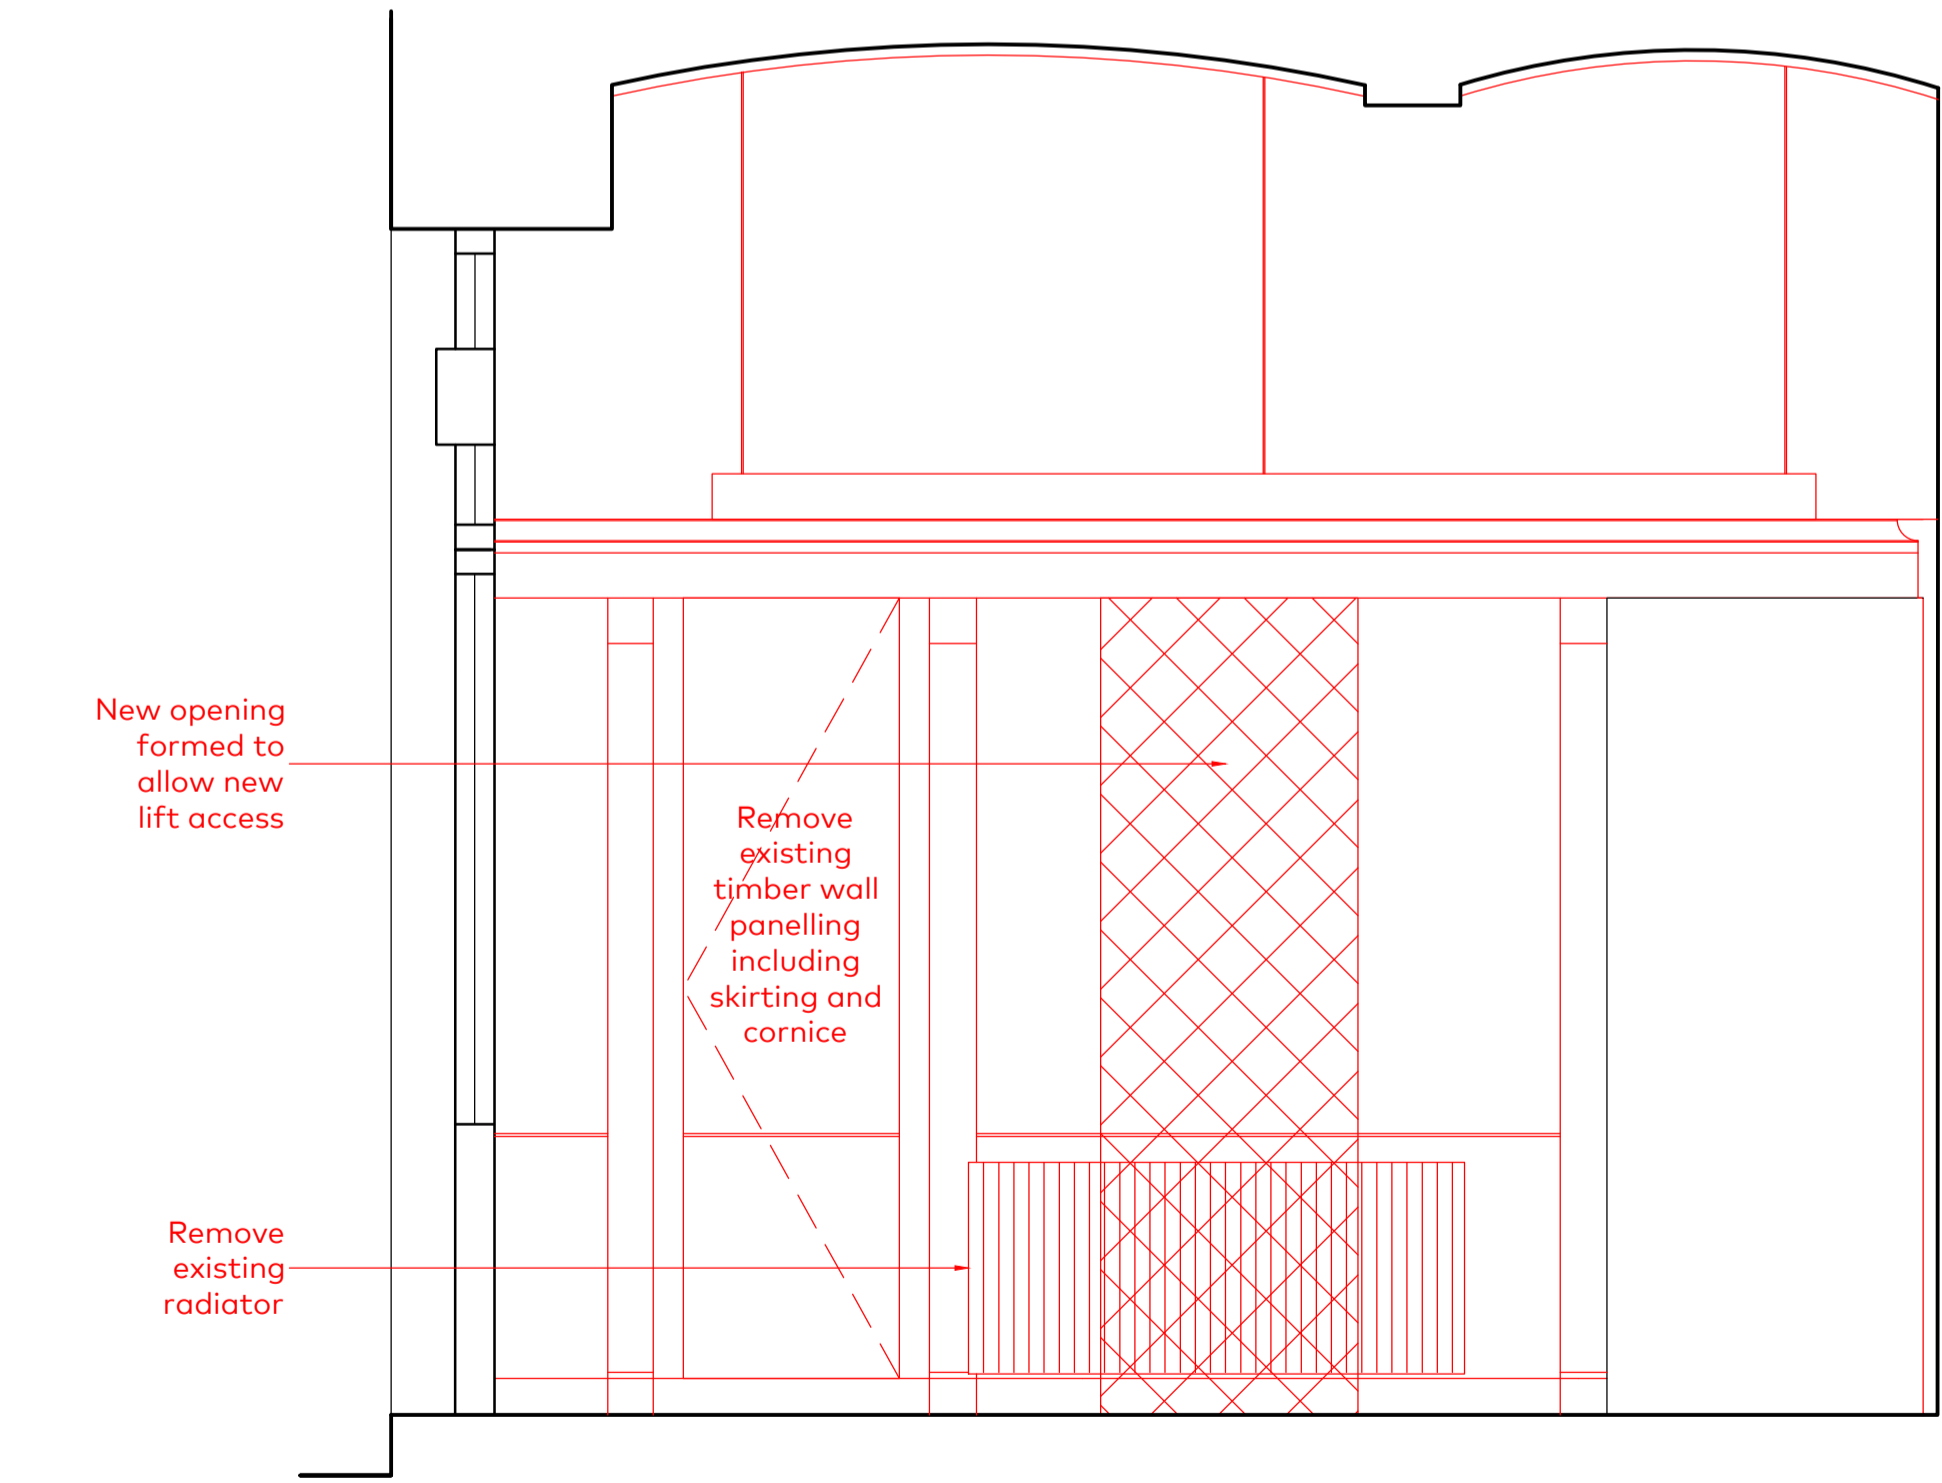 New opening
formed to
allow new
lift access
Remove
existing
timber wall
panelling
including
skirting and
cornice
Remove
existing
radiator